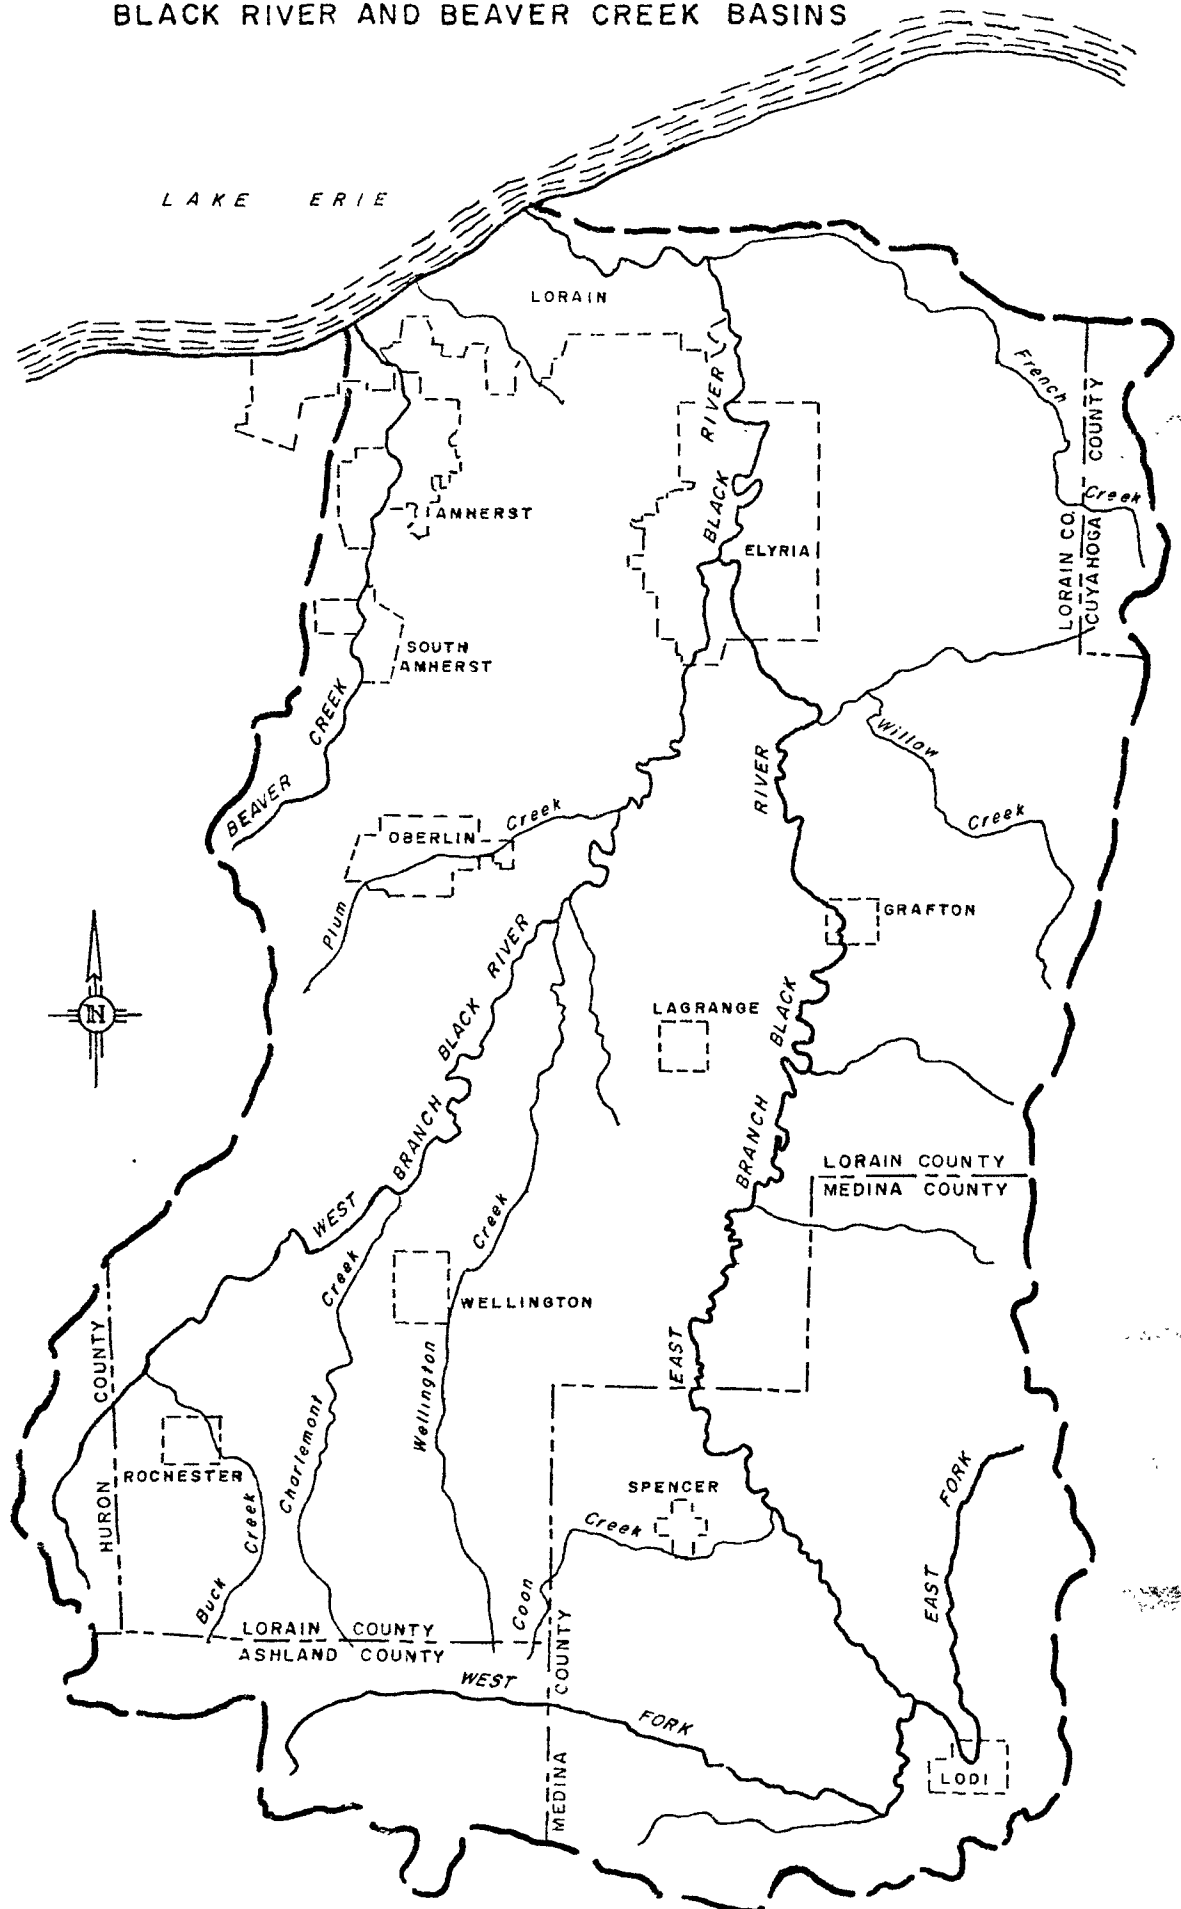 BLACK RIVER AND BEAVER CREEK BASINS
LAKE ERIE
LORAIN
French
Creek
COUNTY
LORAIN CO.
CUYAHOGA
BLACK RIVER
AMHERST
ELYRIA
SOUTH
AMHERST
BEAVER CREEK
Willow
Creek
RIVER
Creek
OBERLIN
Plum
GRAFTON
N
LAGRANGE
BLACK
BRANCH
EAST
WEST BRANCH BLACK RIVER
LORAIN COUNTY
MEDINA COUNTY
Creek
Creek
WELLINGTON
Wellington
Charlemont
HURON COUNTY
ROCHESTER
Buck Creek
SPENCER
Coon Creek
EAST FORK
LORAIN COUNTY
ASHLAND COUNTY
MEDINA COUNTY
WEST FORK
LODI